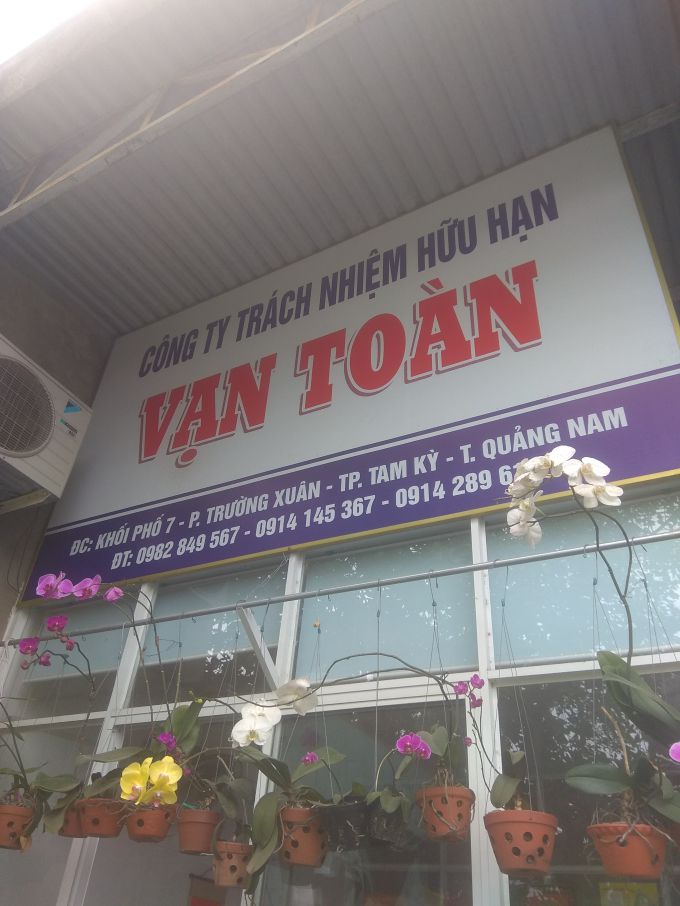 CÔNG TY TRÁCH NHIỆM HỮU HẠN
VẠN TOÀN
ĐC: KHỐI PHỐ 7 - P. TRƯỜNG XUÂN - TP. TAM KỲ - T. QUẢNG NAM
ĐT: 0982 849 567 - 0914 145 367 - 0914 289